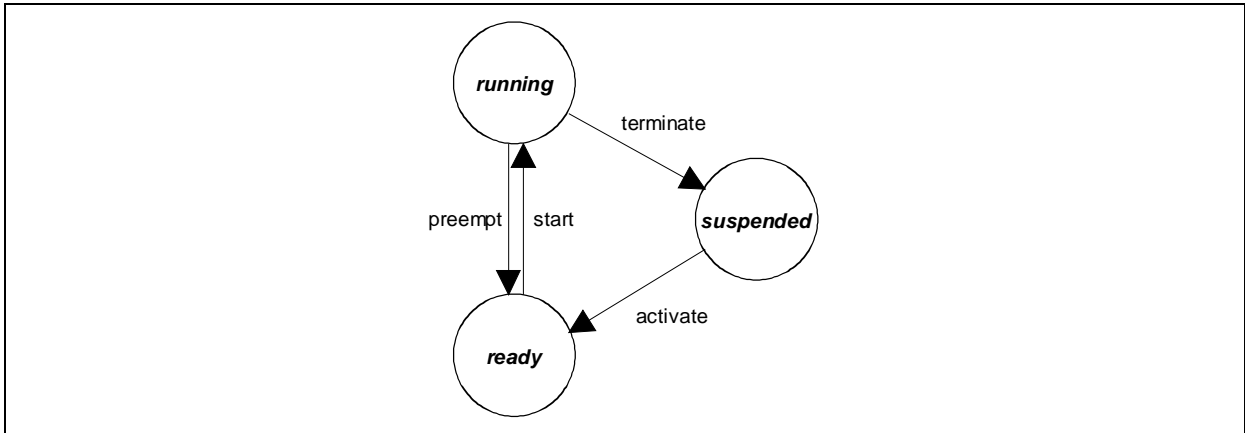 running
terminate
suspended
preempt
start
activate
ready